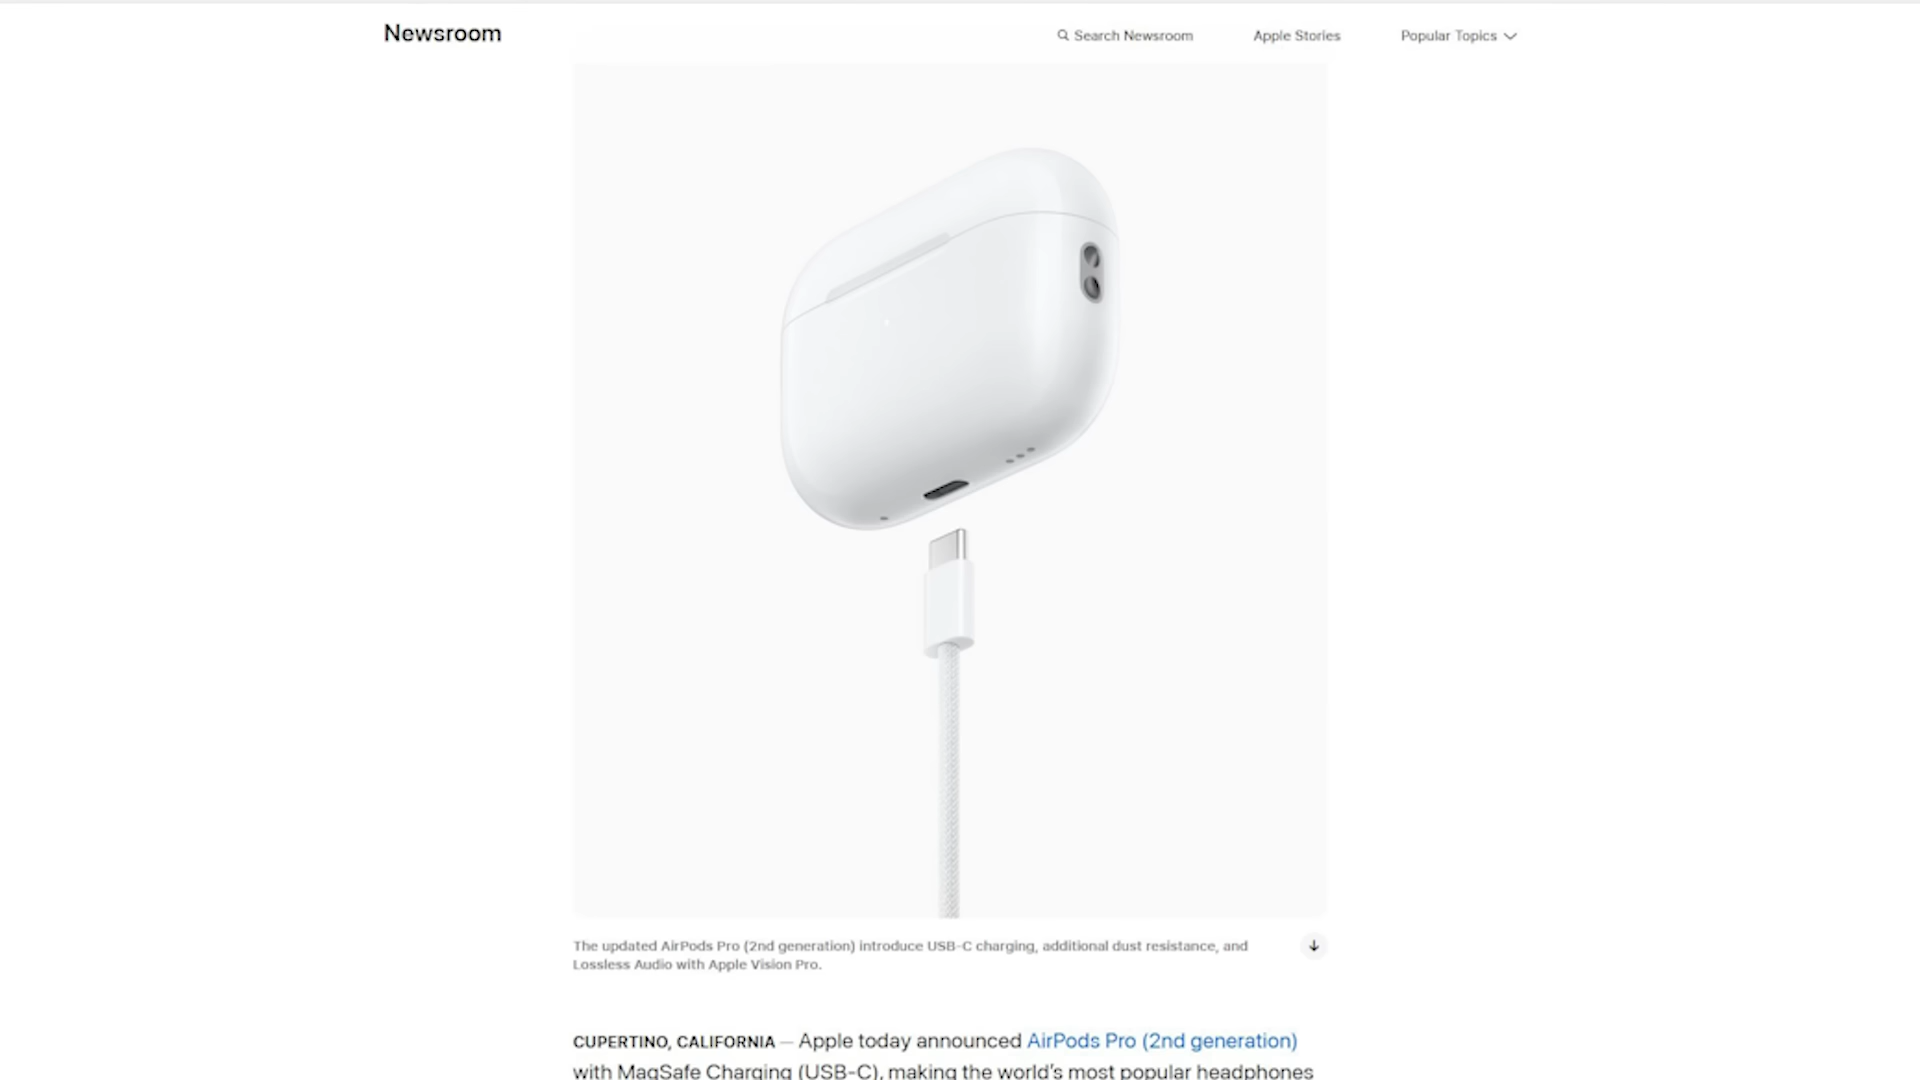 Newsroom
Search Newsroom
Apple Stories
Popular Topics
The updated AirPods Pro (2nd generation) introduce USB-C charging, additional dust resistance, and
Lossless Audio with Apple Vision Pro.
CUPERTINO, CALIFORNIA — Apple today announced AirPods Pro (2nd generation)
with MagSafe Charging (USB-C), making the world's most popular headphones